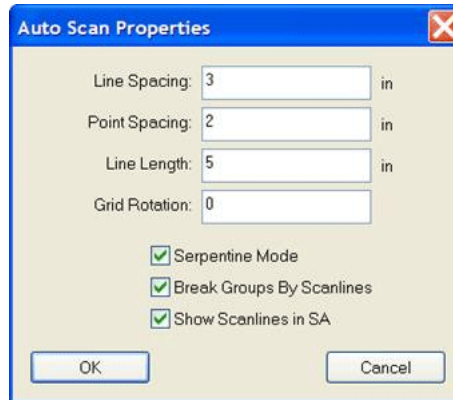 Auto Scan Properties
Line Spacing: 3 in
Point Spacing: 2 in
Line Length: 5 in
Grid Rotation: 0
Serpentine Mode
Break Groups By Scanlines
Show Scanlines in SA
OK Cancel